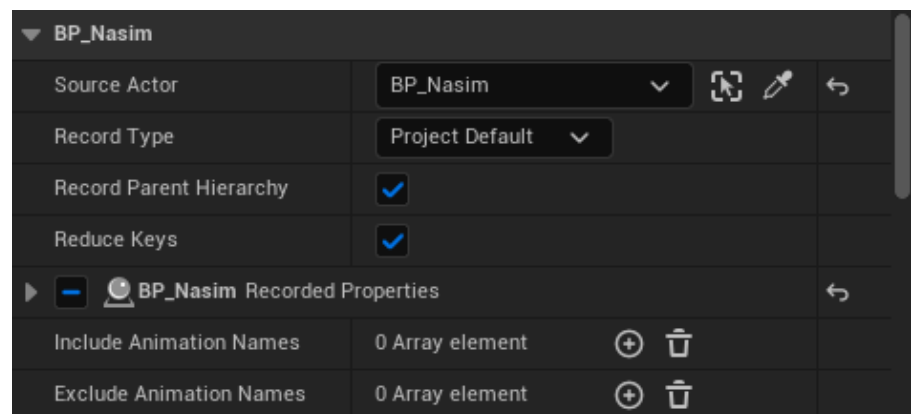 BP_Nasim
Source Actor BP_Nasim
Record Type Project Default
Record Parent Hierarchy
Reduce Keys
BP_Nasim Recorded Properties
Include Animation Names 0 Array element
Exclude Animation Names 0 Array element